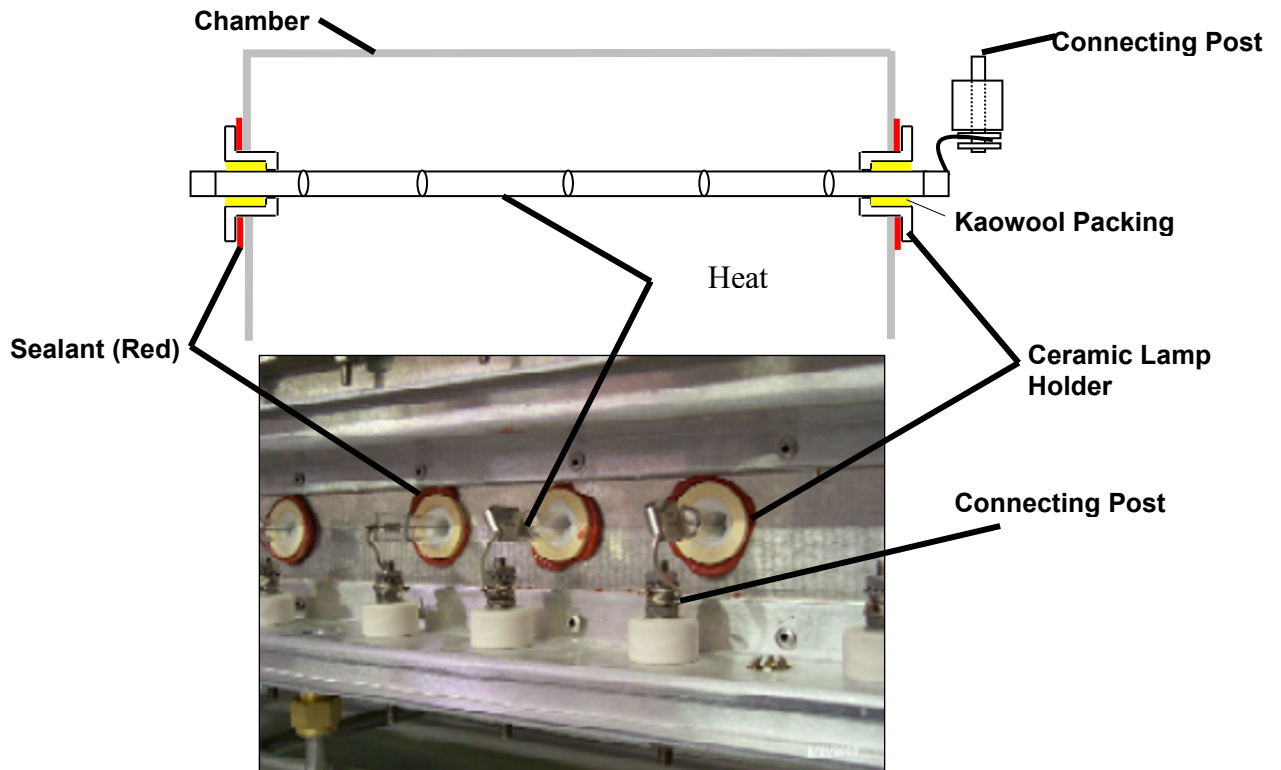 Chamber
Connecting Post
Kaowool Packing
Heat
Sealant (Red)
Ceramic Lamp
Holder
Connecting Post